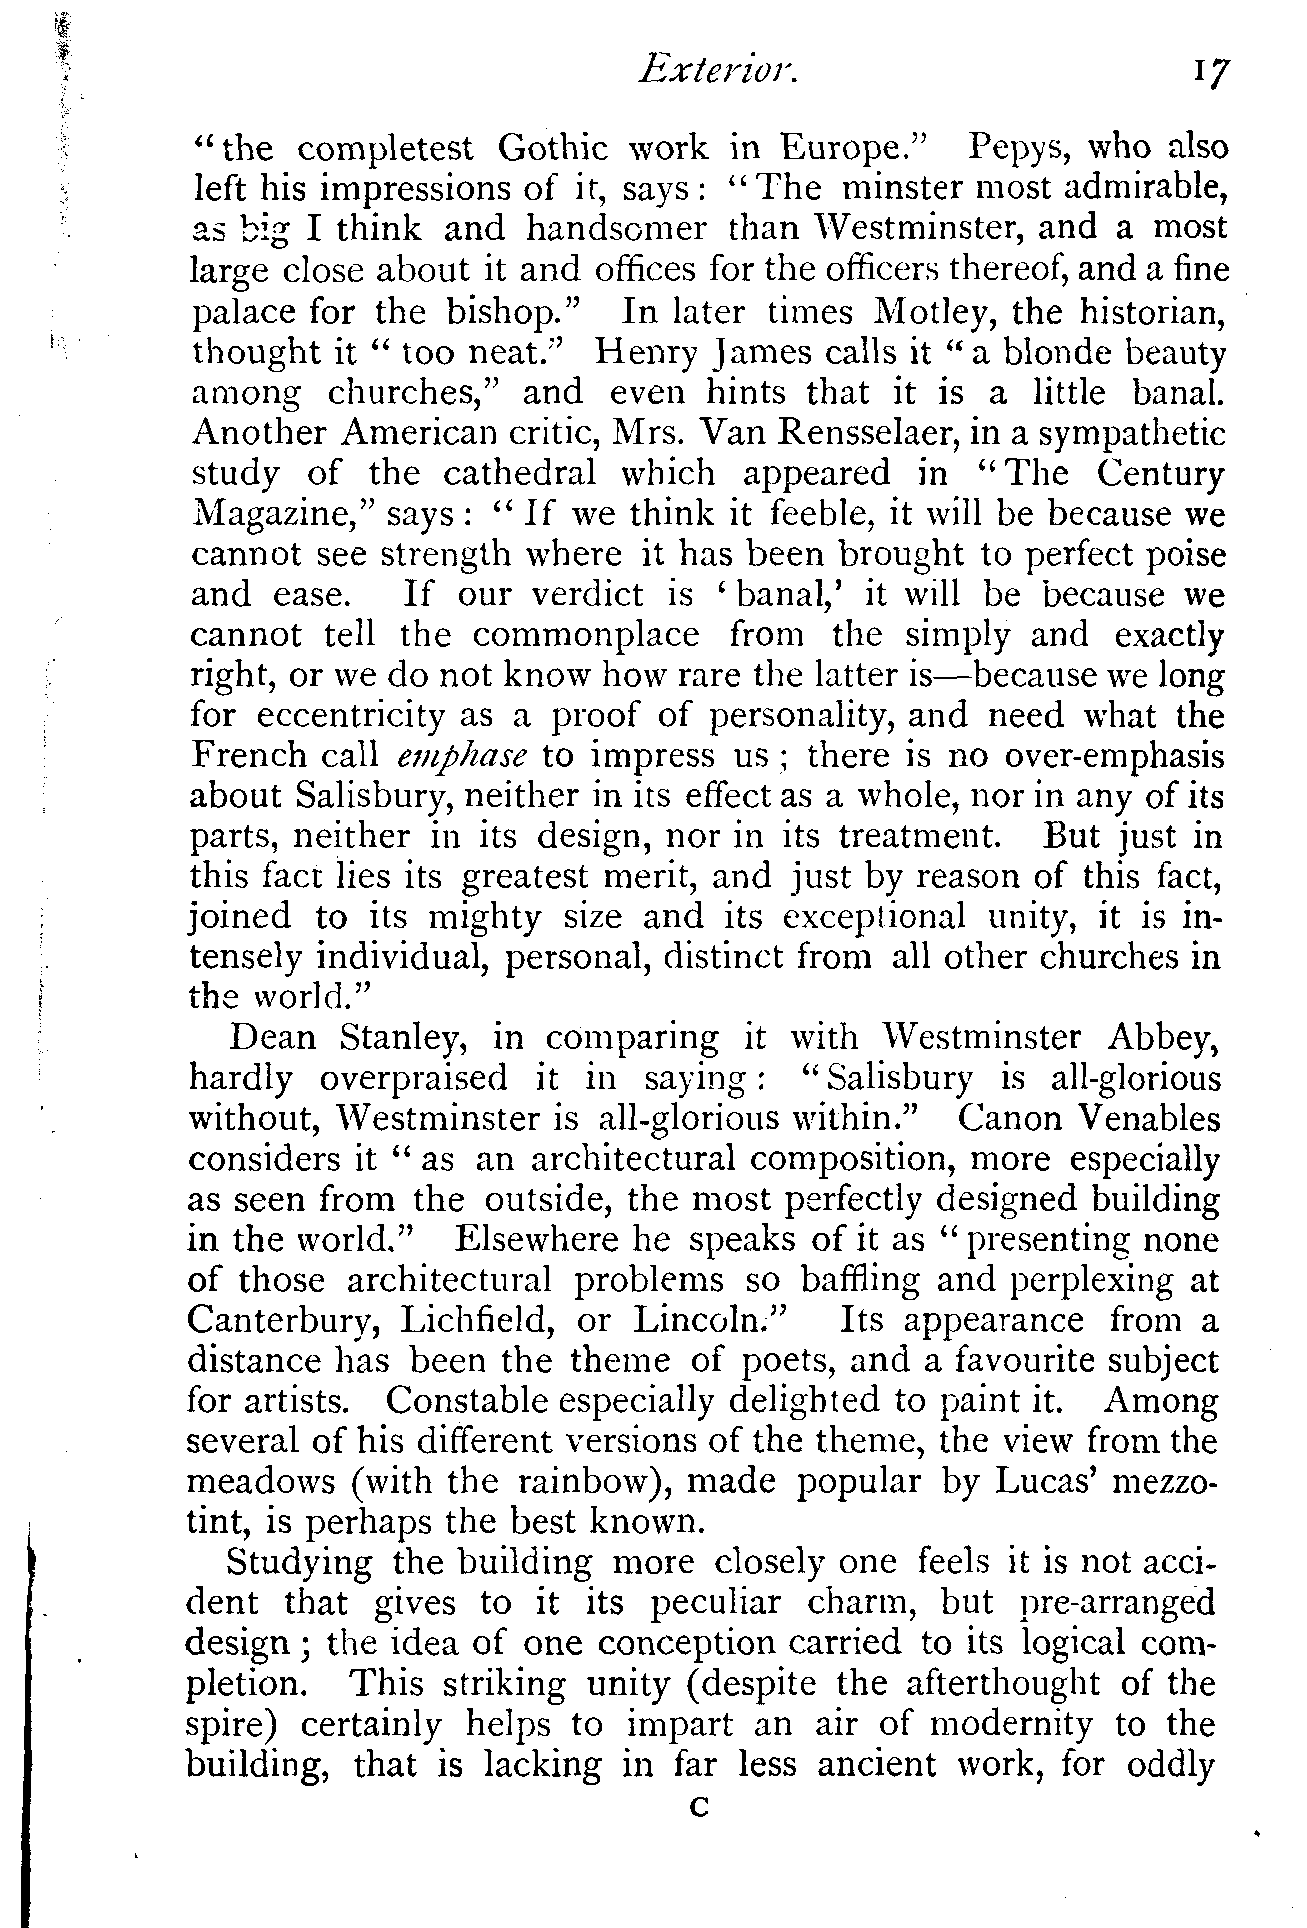 Exterior. 17
"the completest Gothic work in Europe." Pepys, who also
left his impressions of it, says: "The minster most admirable,
as big I think and handsomer than Westminster, and a most
large close about it and offices for the officers thereof, and a fine
palace for the bishop." In later times Motley, the historian,
thought it "too neat." Henry James calls it "a blonde beauty
among churches," and even hints that it is a little banal.
Another American critic, Mrs. Van Rensselaer, in a sympathetic
study of the cathedral which appeared in "The Century
Magazine," says: "If we think it feeble, it will be because we
cannot see strength where it has been brought to perfect poise
and ease. If our verdict is 'banal,' it will be because we
cannot tell the commonplace from the simply and exactly
right, or we do not know how rare the latter is—because we long
for eccentricity as a proof of personality, and need what the
French call emphase to impress us; there is no over-emphasis
about Salisbury, neither in its effect as a whole, nor in any of its
parts, neither in its design, nor in its treatment. But just in
this fact lies its greatest merit, and just by reason of this fact,
joined to its mighty size and its exceptional unity, it is in-
tensely individual, personal, distinct from all other churches in
the world."
Dean Stanley, in comparing it with Westminster Abbey,
hardly overpraised it in saying: "Salisbury is all-glorious
without, Westminster is all-glorious within." Canon Venables
considers it "as an architectural composition, more especially
as seen from the outside, the most perfectly designed building
in the world." Elsewhere he speaks of it as "presenting none
of those architectural problems so baffling and perplexing at
Canterbury, Lichfield, or Lincoln." Its appearance from a
distance has been the theme of poets, and a favourite subject
for artists. Constable especially delighted to paint it. Among
several of his different versions of the theme, the view from the
meadows (with the rainbow), made popular by Lucas' mezzo-
tint, is perhaps the best known.
Studying the building more closely one feels it is not acci-
dent that gives to it its peculiar charm, but pre-arranged
design; the idea of one conception carried to its logical com-
pletion. This striking unity (despite the afterthought of the
spire) certainly helps to impart an air of modernity to the
building, that is lacking in far less ancient work, for oddly
C